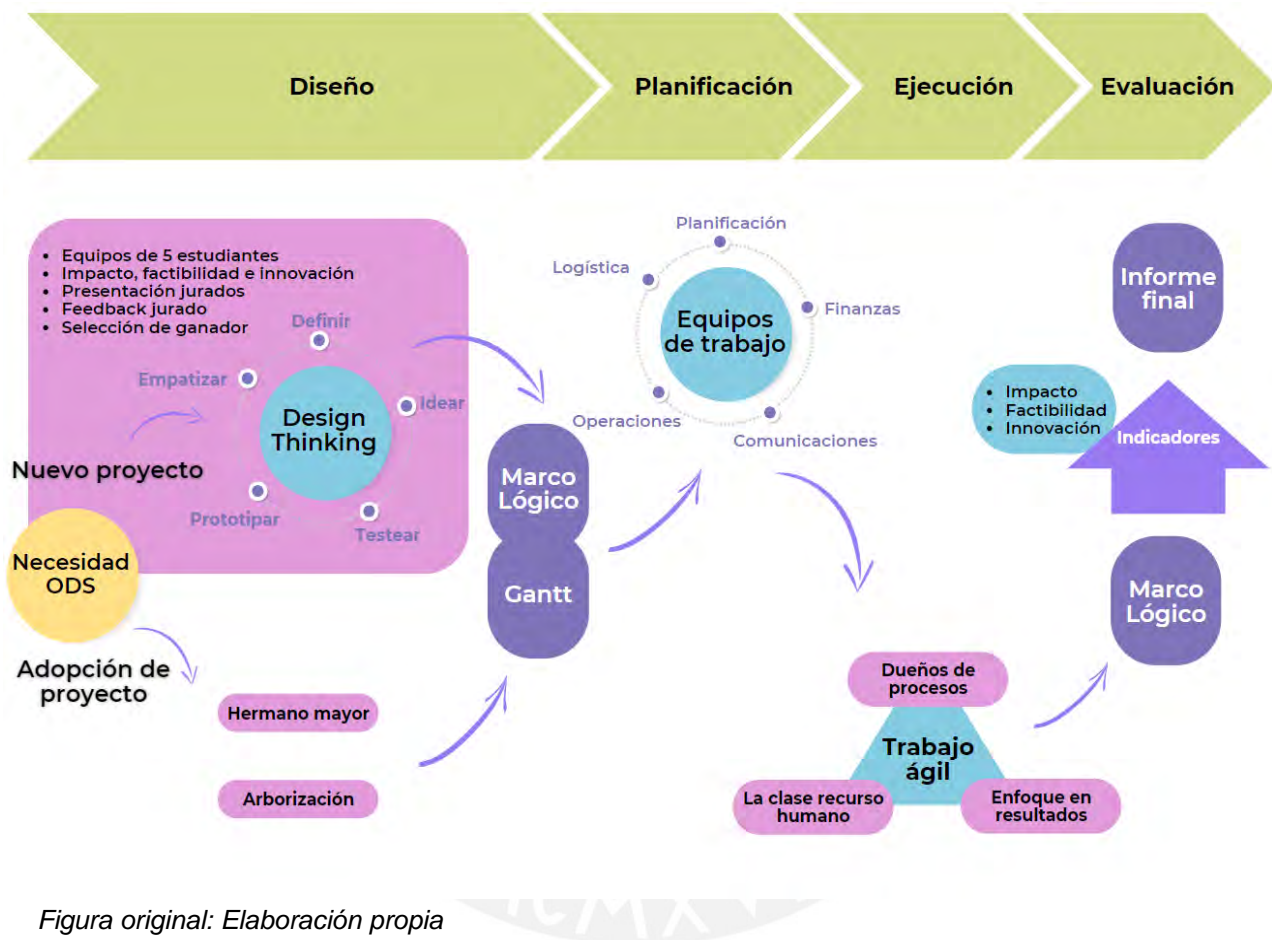 Diseño
Planificación
Ejecución
Evaluación
• Equipos de 5 estudiantes
• Impacto, factibilidad e innovación
• Presentación jurados
• Feedback jurado
• Selección de ganador
Definir
Empatizar
Idear
Design
Thinking
Prototipar
Testear
Nuevo proyecto
Necesidad
ODS
Adopción de
proyecto
Hermano mayor
Arborización
Marco
Lógico
Gantt
Planificación
Logística
Finanzas
Equipos
de trabajo
Operaciones
Comunicaciones
Dueños de
procesos
Trabajo
ágil
La clase recurso
humano
Enfoque en
resultados
Informe
final
• Impacto
• Factibilidad
• Innovación
Indicadores
Marco
Lógico
Figura original: Elaboración propia